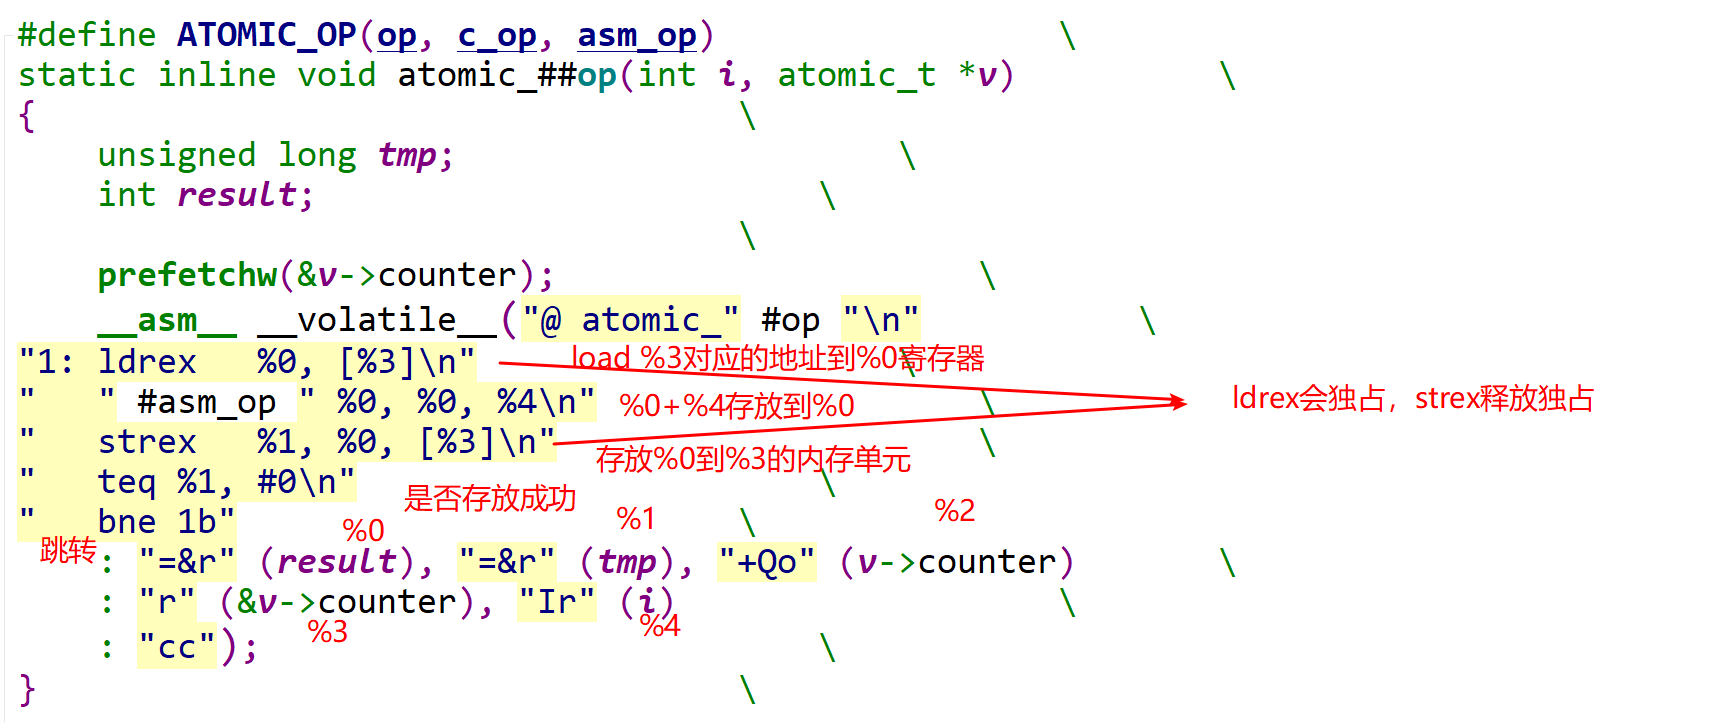 #define ATOMIC_OP(op, c_op, asm_op) \
static inline void atomic_##op(int i, atomic_t *v) \
{ \
unsigned long tmp; \
int result; \
\
prefetchw(&v->counter); \
__asm__ __volatile__("@ atomic_" #op "\n" \
"1: ldrex %0, [%3]\n" load %3对应的地址到%0寄存器 \
" " #asm_op " %0, %0, %4\n" %0+%4存放到%0 \ ldrex会独占，strex释放独占
" strex %1, %0, [%3]\n" \
存放%0到%3的内存单元
" teq %1, #0\n" \
是否存放成功
" bne 1b" \
%0 %1 %2
跳转 : "=&r" (result), "=&r" (tmp), "+Qo" (v->counter) \
: "r" (&v->counter), "Ir" (i) \
%3 %4
: "cc"); \
} \